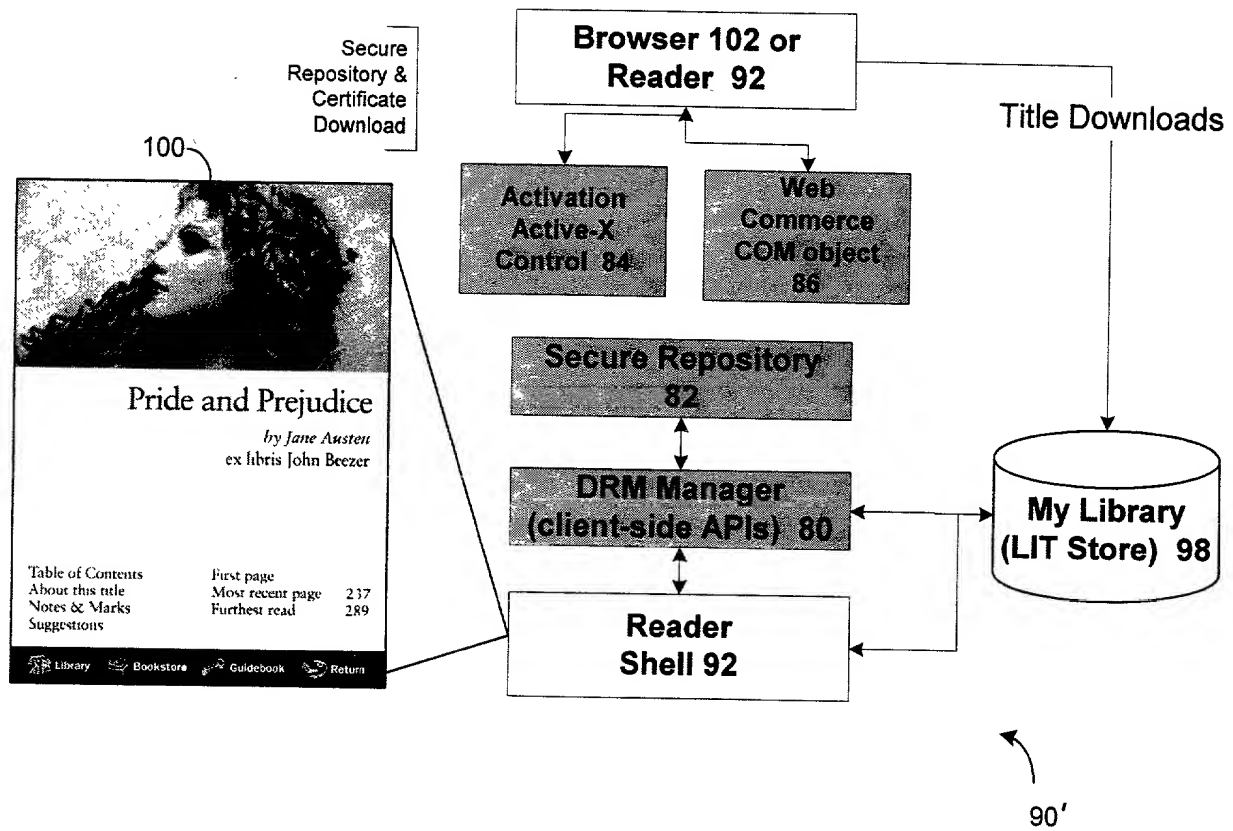 Secure
Repository &
Certificate
Download
Browser 102 or
Reader 92
Title Downloads
100
Activation
Active-X
Control 84
Web
Commerce
COM object
86
Pride and Prejudice
by Jane Austen
ex libris John Beezer
Secure Repository
82
DRM Manager
(client-side APIs) 80
My Library
(LIT Store) 98
Table of Contents
About this title
Notes & Marks
Suggestions
First page
Most recent page 237
Furthest read 289
Reader
Shell 92
Library Bookstore Guidebook Return
90'